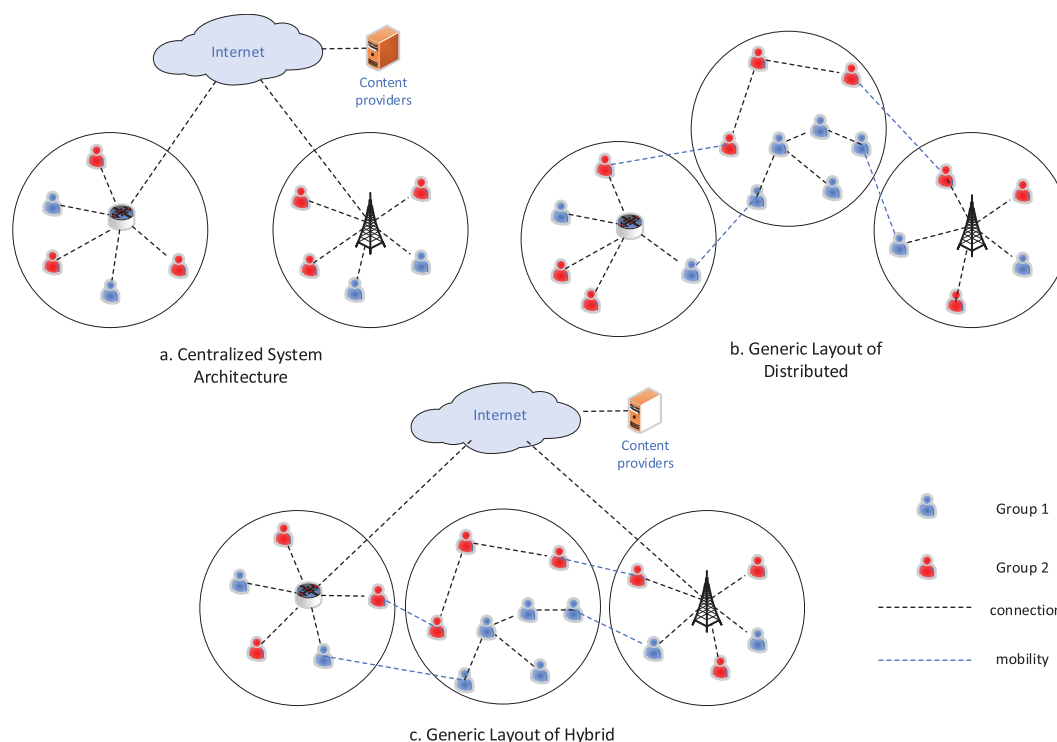 Internet
Content
providers
a. Centralized System
Architecture
b. Generic Layout of
Distributed
Internet
Content
providers
Group 1
Group 2
connection
mobility
c. Generic Layout of Hybrid